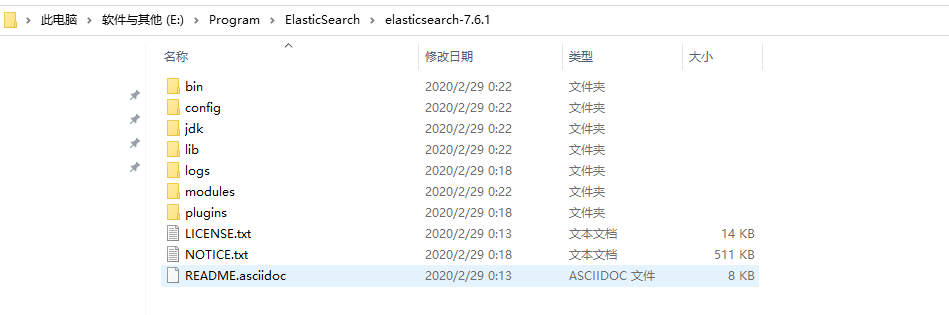 此电脑 > 软件与其他 (E:) > Program > ElasticSearch > elasticsearch-7.6.1
名称 修改日期 类型 大小
bin 2020/2/29 0:22 文件夹
config 2020/2/29 0:22 文件夹
jdk 2020/2/29 0:22 文件夹
lib 2020/2/29 0:22 文件夹
logs 2020/2/29 0:18 文件夹
modules 2020/2/29 0:22 文件夹
plugins 2020/2/29 0:18 文件夹
LICENSE.txt 2020/2/29 0:13 文本文档 14 KB
NOTICE.txt 2020/2/29 0:18 文本文档 511 KB
README.asciidoc 2020/2/29 0:13 ASCIIDOC 文件 8 KB